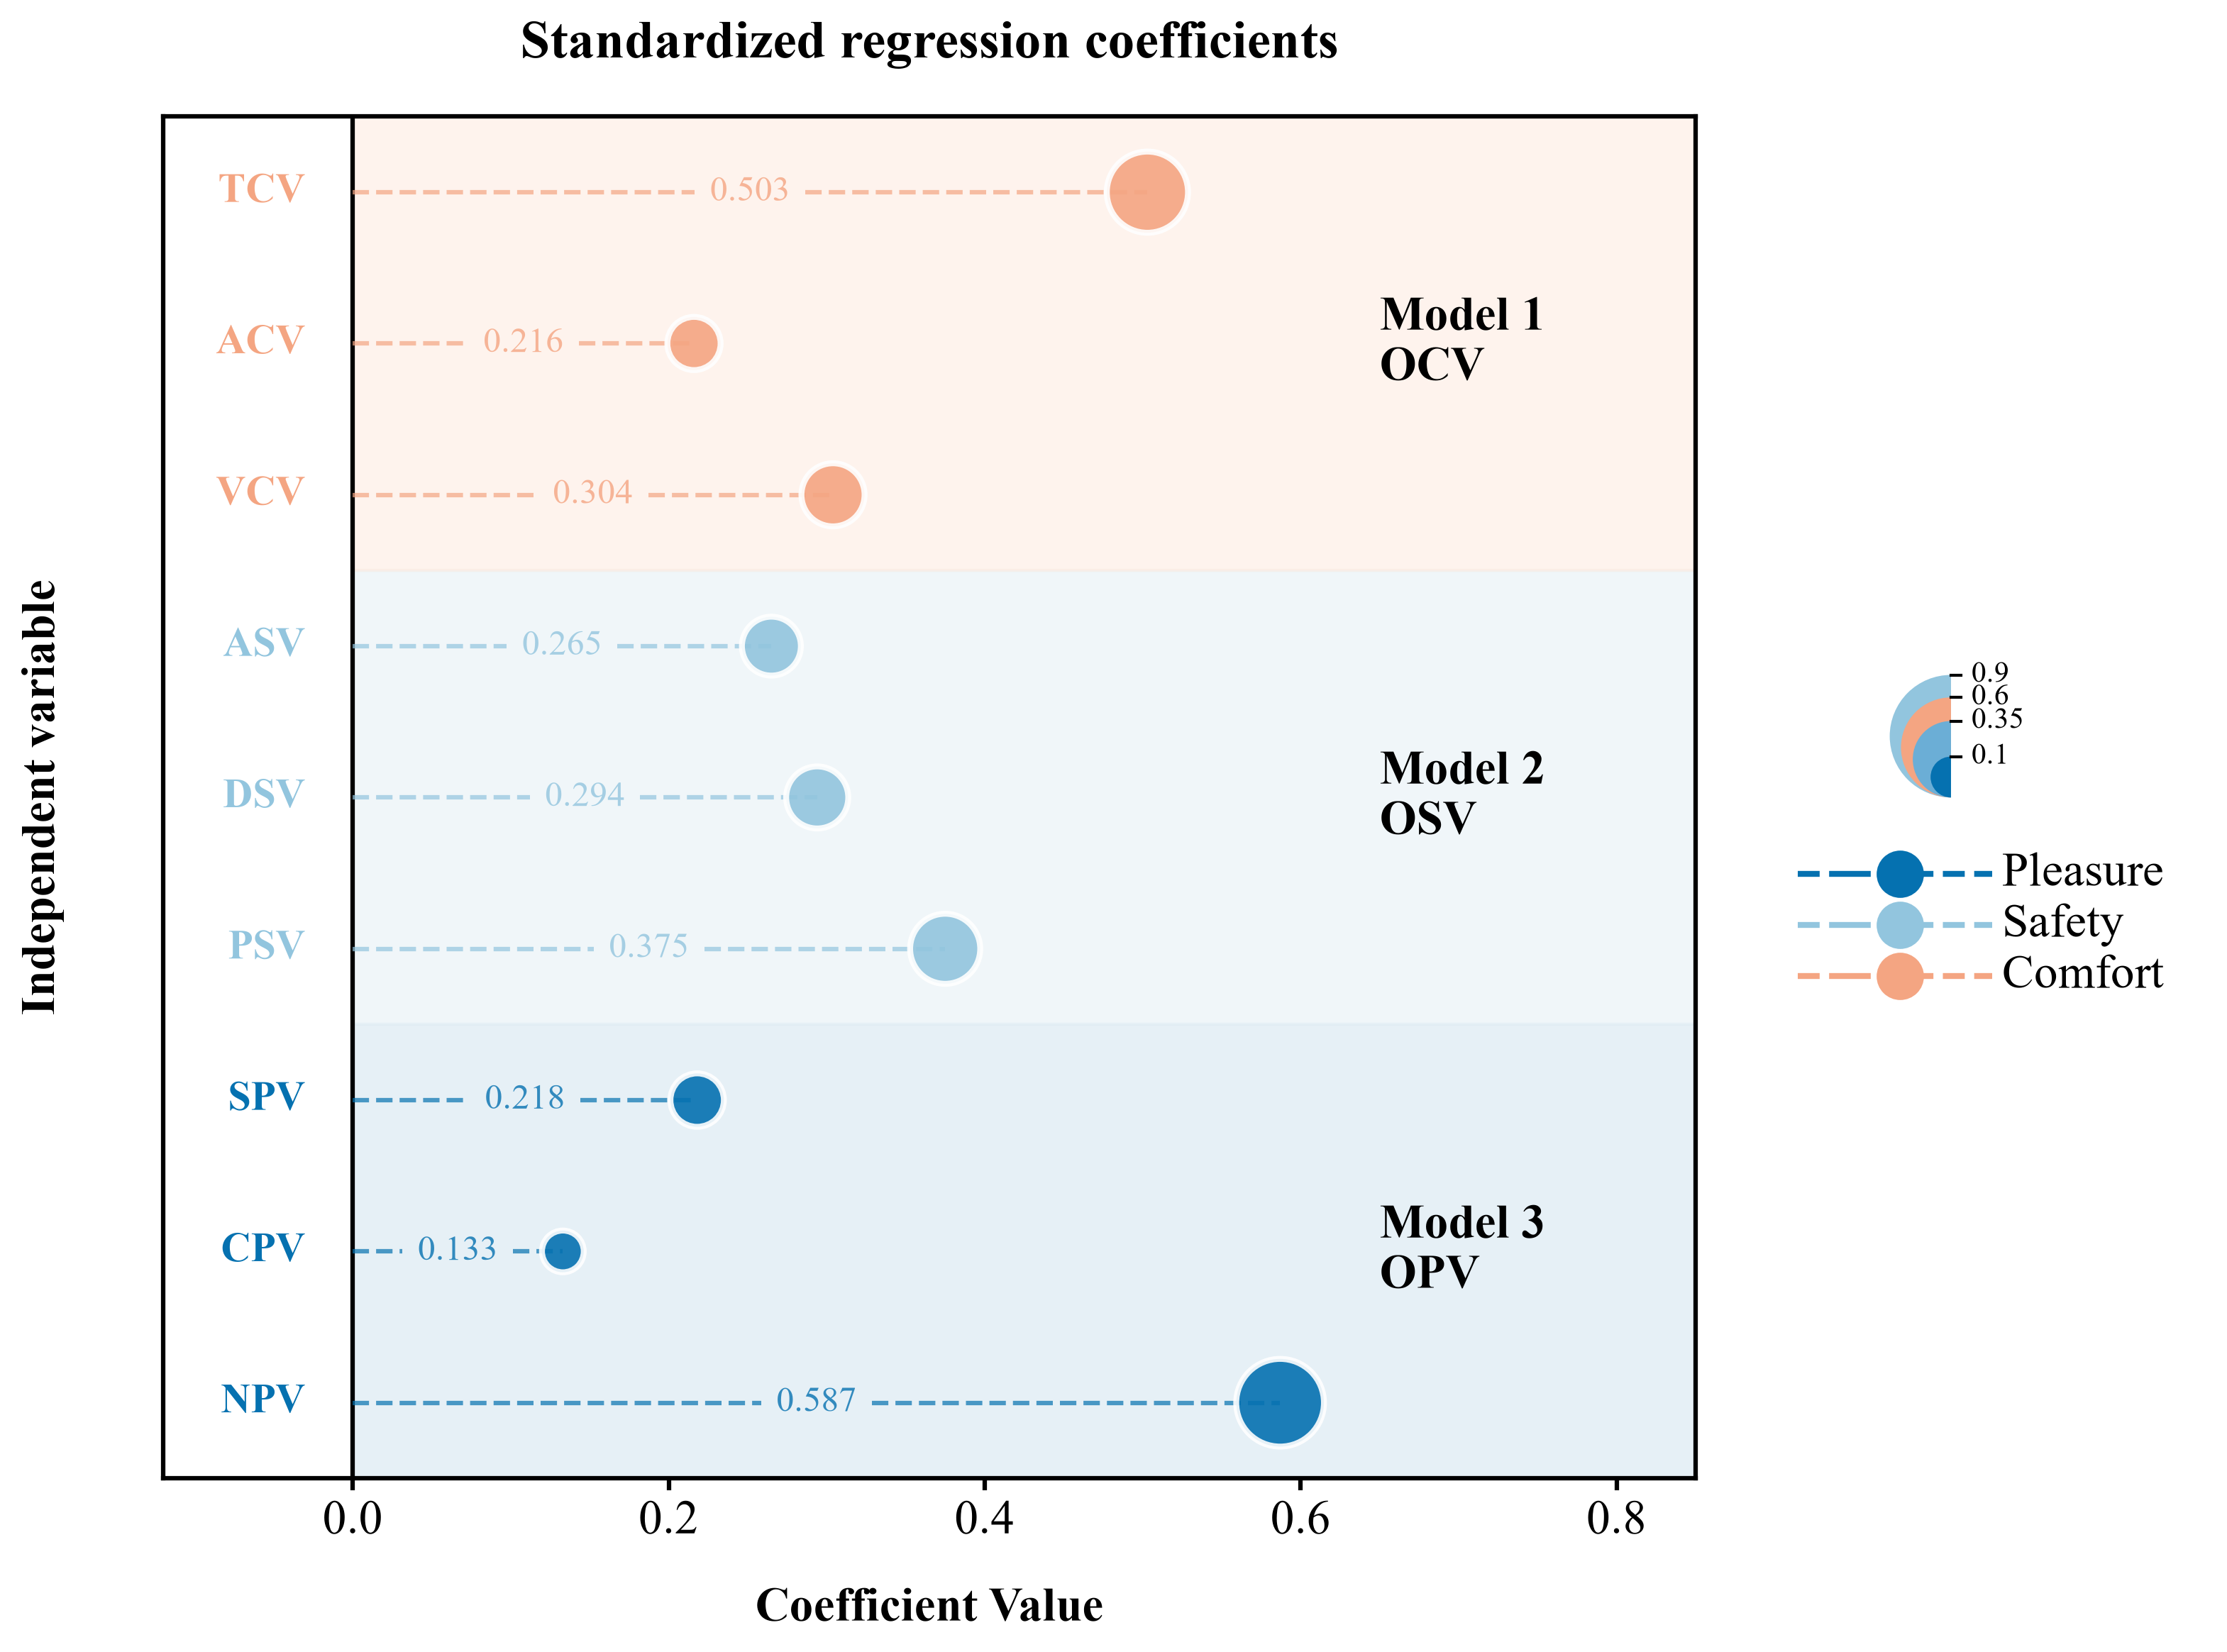 Standardized regression coefficients
Independent variable
TCV
0.503
ACV
0.216
VCV
0.304
Model 1
OCV
ASV
0.265
DSV
0.294
PSV
0.375
Model 2
OSV
SPV
0.218
CPV
0.133
NPV
0.587
Model 3
OPV
0.0 0.2 0.4 0.6 0.8
Coefficient Value
0.9
0.6
0.35
0.1
Pleasure
Safety
Comfort